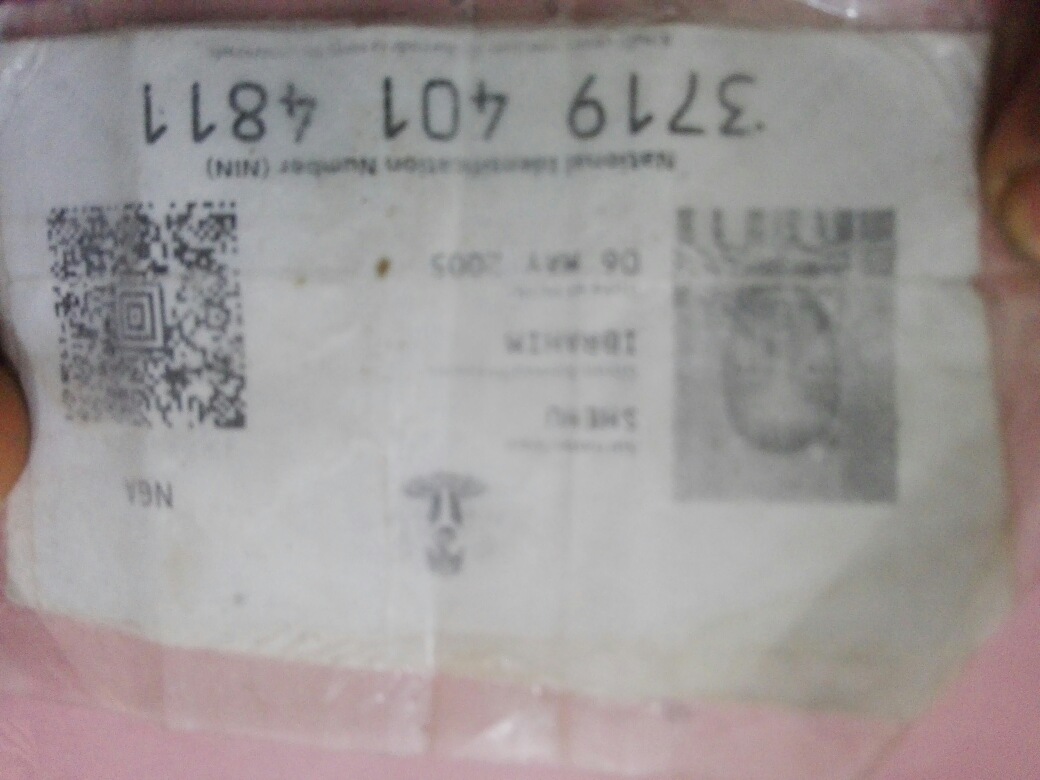 NGA
SHEHU
IBRAHIM
06 MAY 2005
National Identification Number (NIN)
3719 401 4811